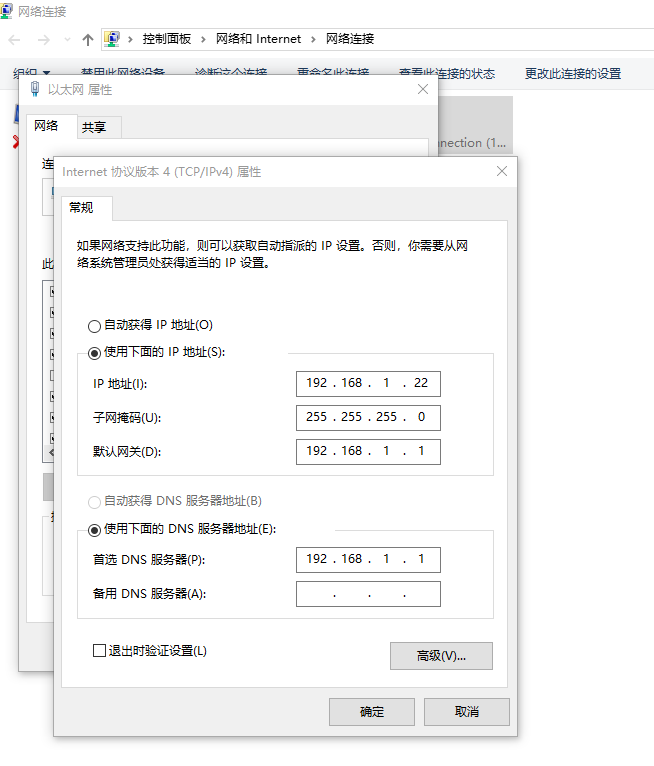 网络连接
控制面板 > 网络和 Internet > 网络连接
组织 禁用此网络设备 诊断这个连接 重命名此连接 查看此连接的状态 更改此连接的设置
以太网 属性
网络 共享
nnection (1...
连
此
Internet 协议版本 4 (TCP/IPv4) 属性
常规
如果网络支持此功能，则可以获取自动指派的 IP 设置。否则，你需要从网
络系统管理员处获得适当的 IP 设置。
自动获得 IP 地址(O)
使用下面的 IP 地址(S):
IP 地址(I): 192 . 168 . 1 . 22
子网掩码(U): 255 . 255 . 255 . 0
默认网关(D): 192 . 168 . 1 . 1
自动获得 DNS 服务器地址(B)
使用下面的 DNS 服务器地址(E):
首选 DNS 服务器(P): 192 . 168 . 1 . 1
备用 DNS 服务器(A): . . .
退出时验证设置(L)
高级(V)...
确定 取消